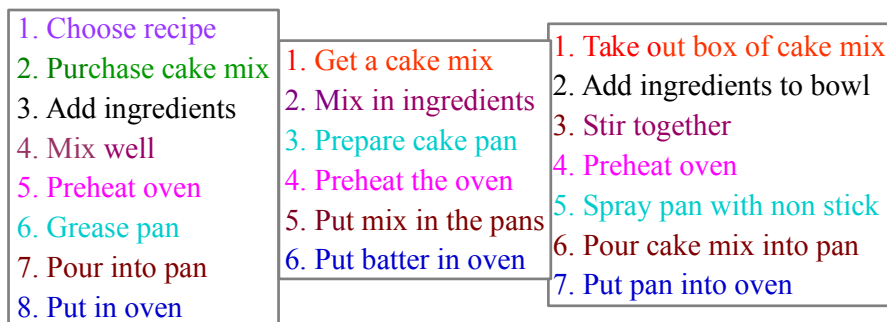 1. Choose recipe
2. Purchase cake mix
3. Add ingredients
4. Mix well
5. Preheat oven
6. Grease pan
7. Pour into pan
8. Put in oven
1. Get a cake mix
2. Mix in ingredients
3. Prepare cake pan
4. Preheat the oven
5. Put mix in the pans
6. Put batter in oven
1. Take out box of cake mix
2. Add ingredients to bowl
3. Stir together
4. Preheat oven
5. Spray pan with non stick
6. Pour cake mix into pan
7. Put pan into oven